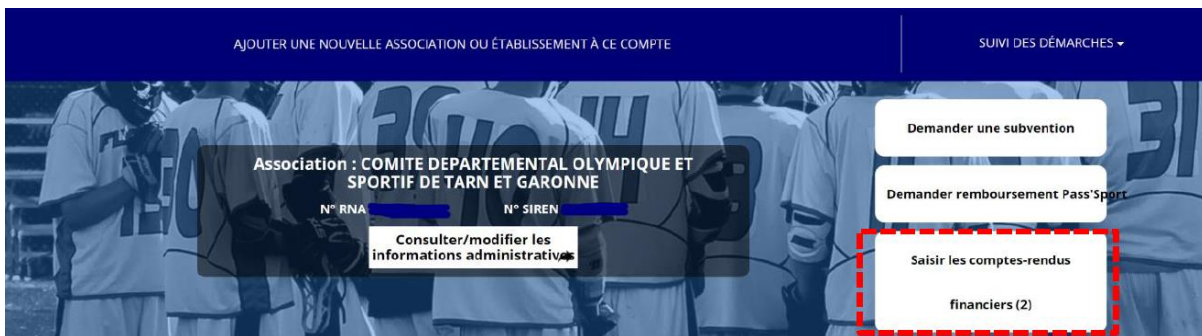 AJOUTER UNE NOUVELLE ASSOCIATION OU ÉTABLISSEMENT À CE COMPTE
SUIVI DES DÉMARCHES
Association : COMITE DEPARTEMENTAL OLYMPIQUE ET
SPORTIF DE TARN ET GARONNE
N° RNA N° SIREN
Consulter/modifier les
informations administratives
Demander une subvention
Demander remboursement Pass'Sport
Saisir les comptes-rendus
financiers (2)